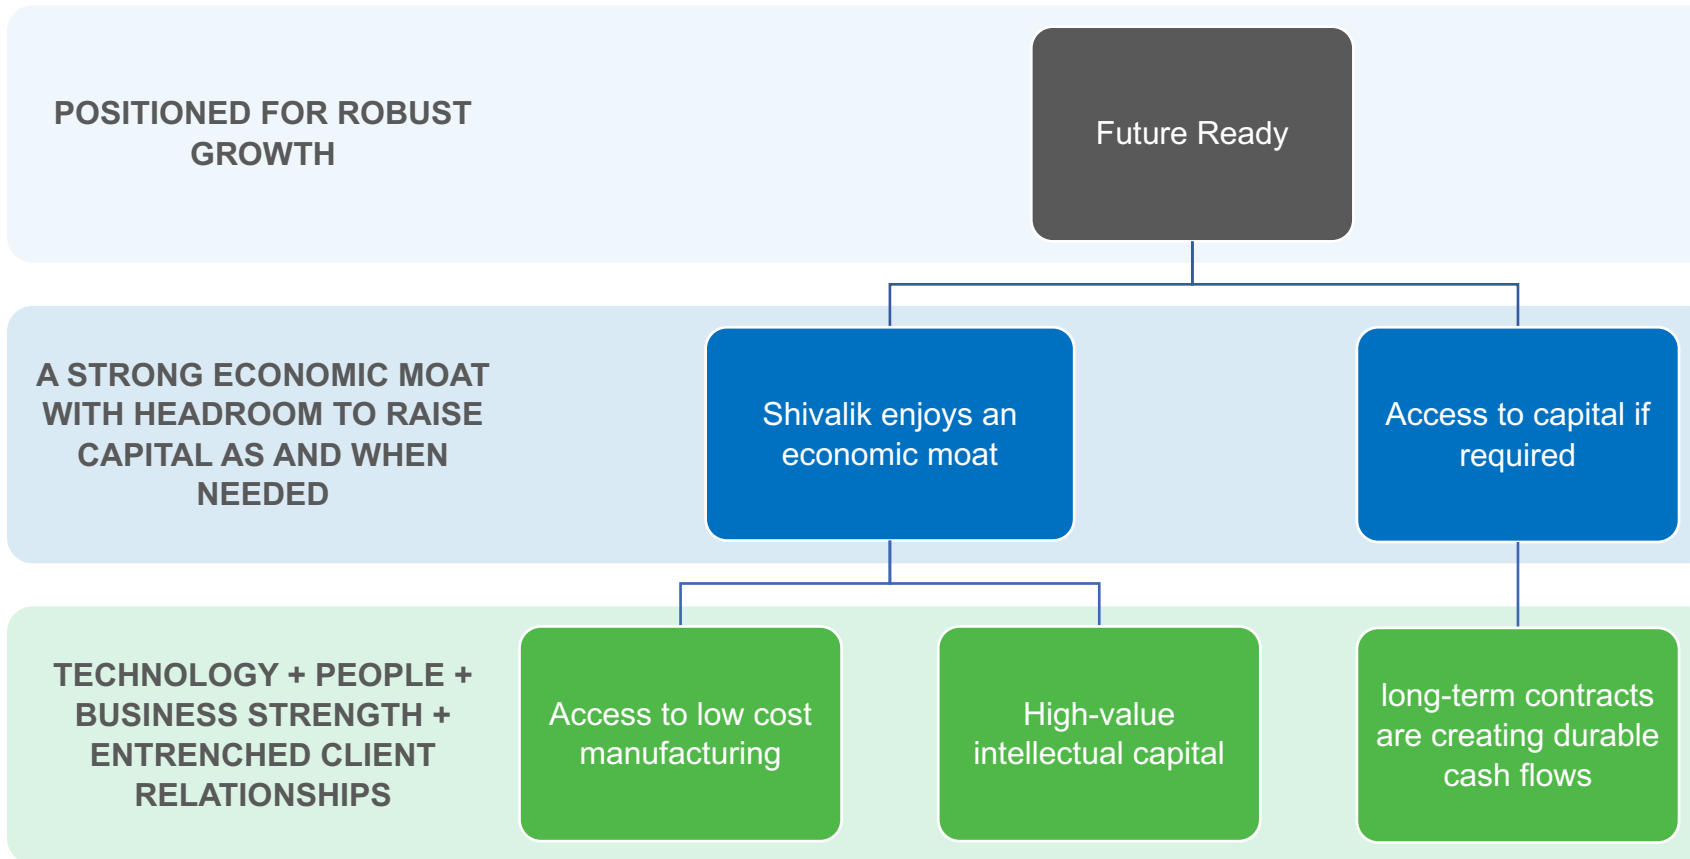 POSITIONED FOR ROBUST
GROWTH
Future Ready
A STRONG ECONOMIC MOAT
WITH HEADROOM TO RAISE
CAPITAL AS AND WHEN
NEEDED
Shivalik enjoys an
economic moat
Access to capital if
required
TECHNOLOGY + PEOPLE +
BUSINESS STRENGTH +
ENTRENCHED CLIENT
RELATIONSHIPS
Access to low cost
manufacturing
High-value
intellectual capital
long-term contracts
are creating durable
cash flows